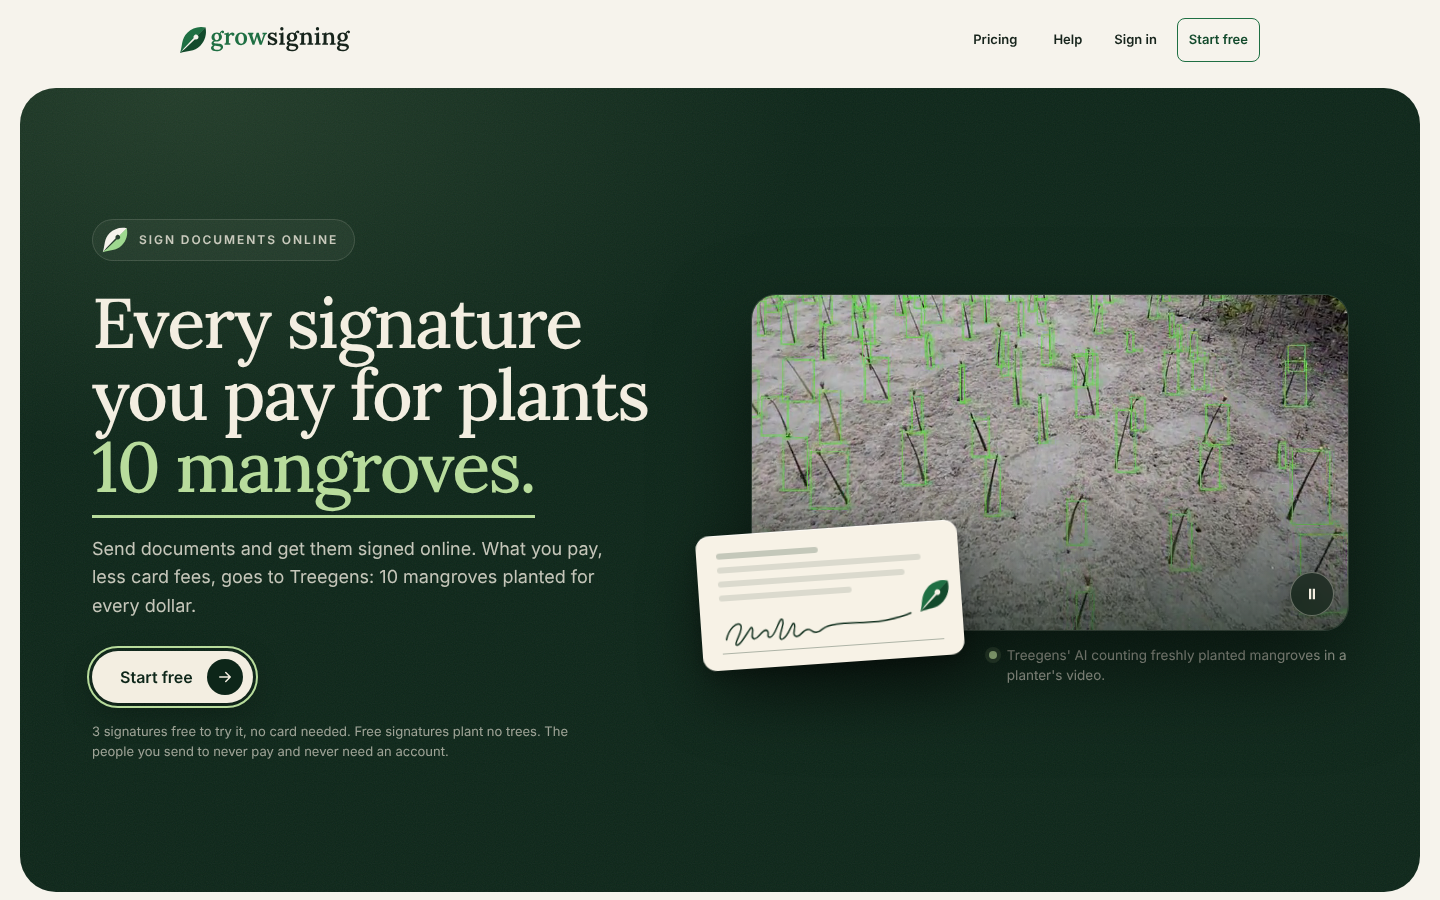 growsigning
Pricing
Help
Sign in
Start free
SIGN DOCUMENTS ONLINE
Every signature
you pay for plants
10 mangroves.
Send documents and get them signed online. What you pay,
less card fees, goes to Treegens: 10 mangroves planted for
every dollar.
Start free
3 signatures free to try it, no card needed. Free signatures plant no trees. The
people you send to never pay and never need an account.
Treegens' AI counting freshly planted mangroves in a
planter's video.